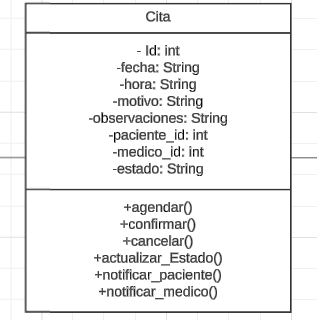 Cita
- Id: int
-fecha: String
-hora: String
-motivo: String
-observaciones: String
-paciente_id: int
-medico_id: int
-estado: String
+agendar()
+confirmar()
+cancelar()
+actualizar_Estado()
+notificar_paciente()
+notificar_medico()